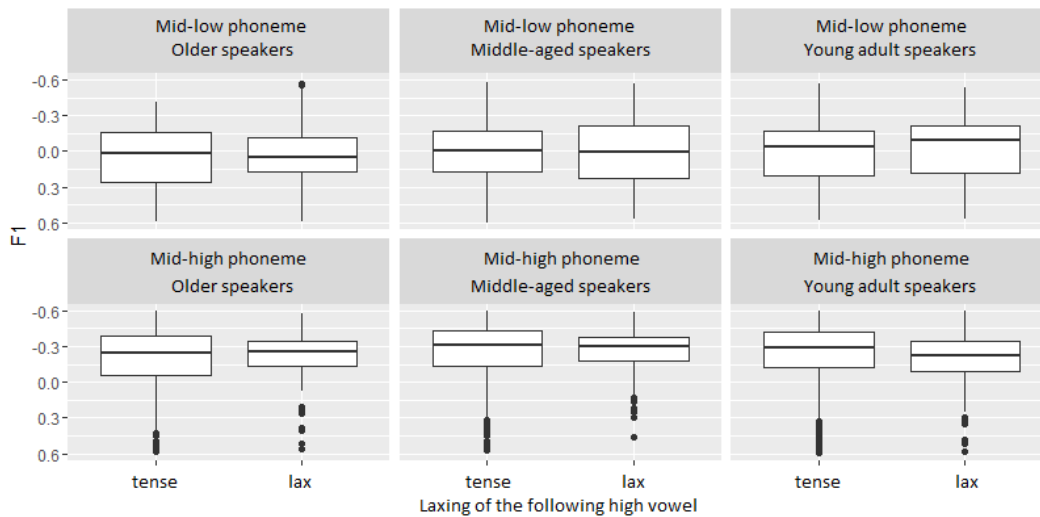 Mid-low phoneme
Older speakers
Mid-low phoneme
Middle-aged speakers
Mid-low phoneme
Young adult speakers
-0.6
-0.3
0.0
0.3
0.6
F1
Mid-high phoneme
Older speakers
Mid-high phoneme
Middle-aged speakers
Mid-high phoneme
Young adult speakers
-0.6
-0.3
0.0
0.3
0.6
tense lax tense lax tense lax
Laxing of the following high vowel